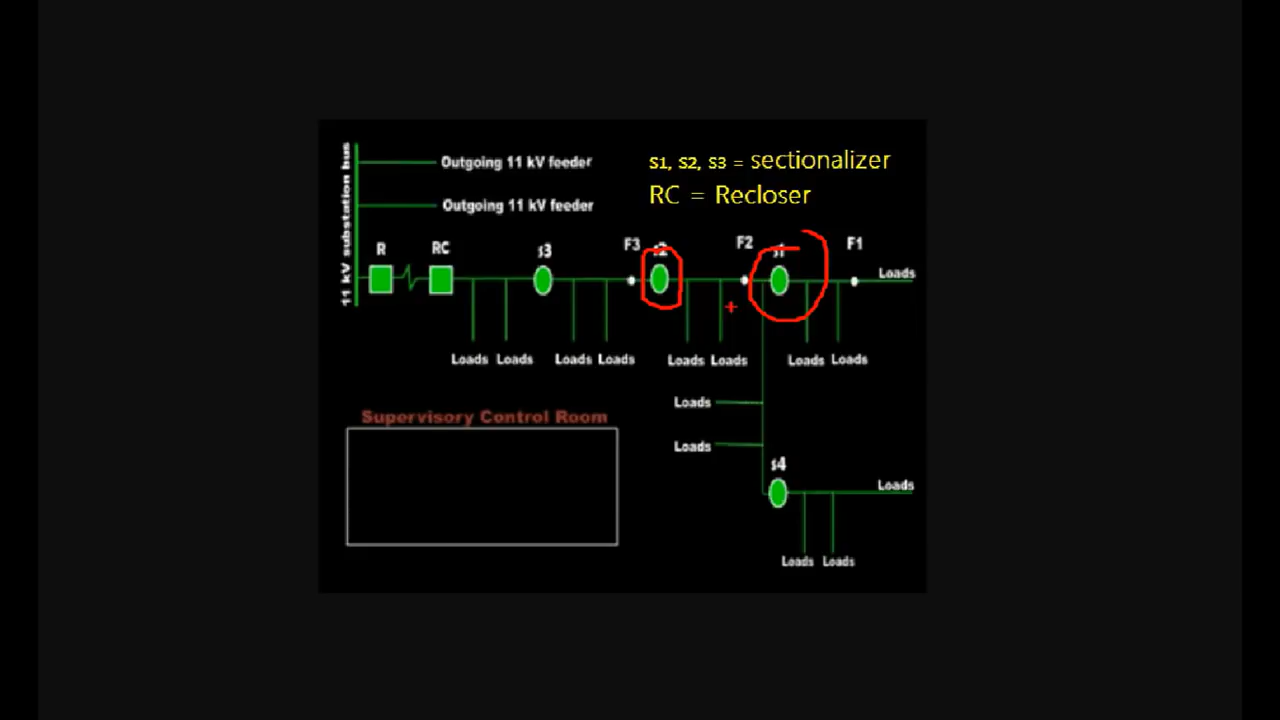 11 kV substation bus
Outgoing 11 kV feeder
Outgoing 11 kV feeder
S1, S2, S3 = sectionalizer
RC = Recloser
R
RC
S3
F3
S2
F2
S1
F1
Loads
Loads Loads Loads Loads Loads Loads Loads Loads
Loads
Supervisory Control Room
Loads
S4
Loads
Loads Loads